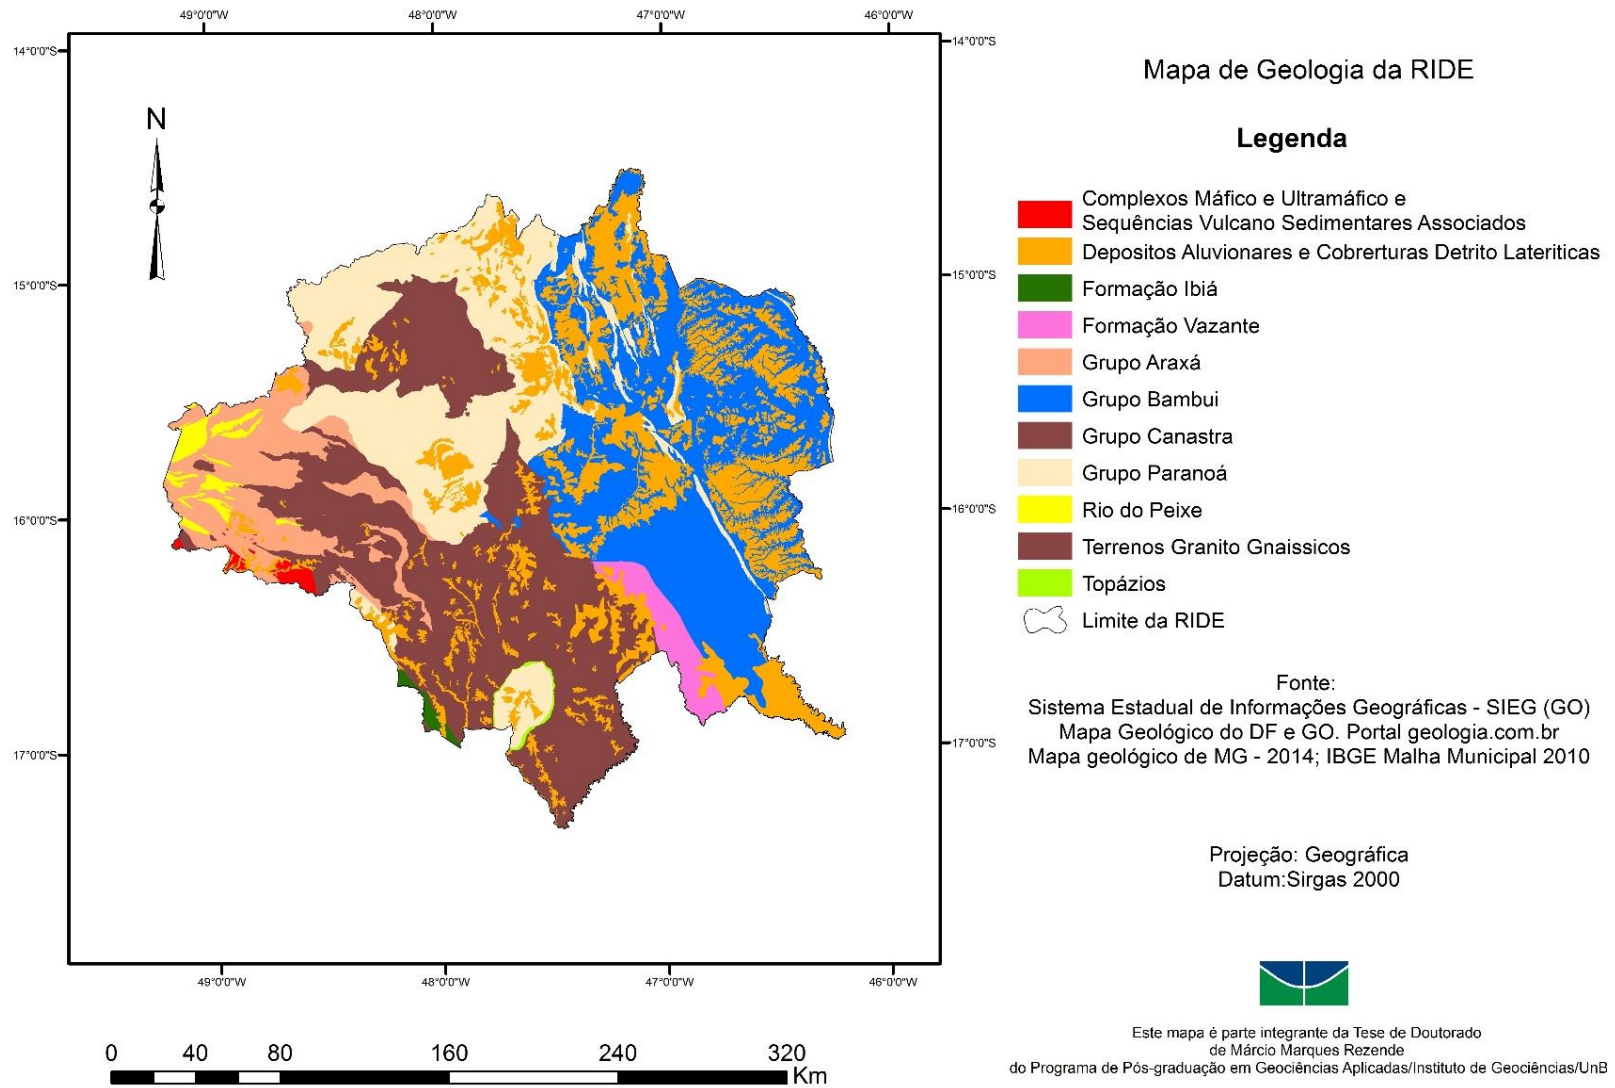 49°0'0"W
48°0'0"W
47°0'0"W
46°0'0"W
14°0'0"S
14°0'0"S
Mapa de Geologia da RIDE
N
Legenda
Complexos Máfico e Ultramáfico e
Sequências Vulcano Sedimentares Associados
Depositos Aluvionares e Cobrerturas Detrito Lateriticas
15°0'0"S
15°0'0"S
Formação Ibiá
Formação Vazante
Grupo Araxá
Grupo Bambui
Grupo Canastra
Grupo Paranoá
Rio do Peixe
16°0'0"S
16°0'0"S
Terrenos Granito Gnaissicos
Topázios
Limite da RIDE
Fonte:
Sistema Estadual de Informações Geográficas - SIEG (GO)
Mapa Geológico do DF e GO. Portal geologia.com.br
Mapa geológico de MG - 2014; IBGE Malha Municipal 2010
17°0'0"S
17°0'0"S
Projeção: Geográfica
Datum:Sirgas 2000
49°0'0"W
48°0'0"W
47°0'0"W
46°0'0"W
Este mapa é parte integrante da Tese de Doutorado
de Márcio Marques Rezende
do Programa de Pós-graduação em Geociências Aplicadas/Instituto de Geociências/UnB
0 40 80 160 240 320
Km